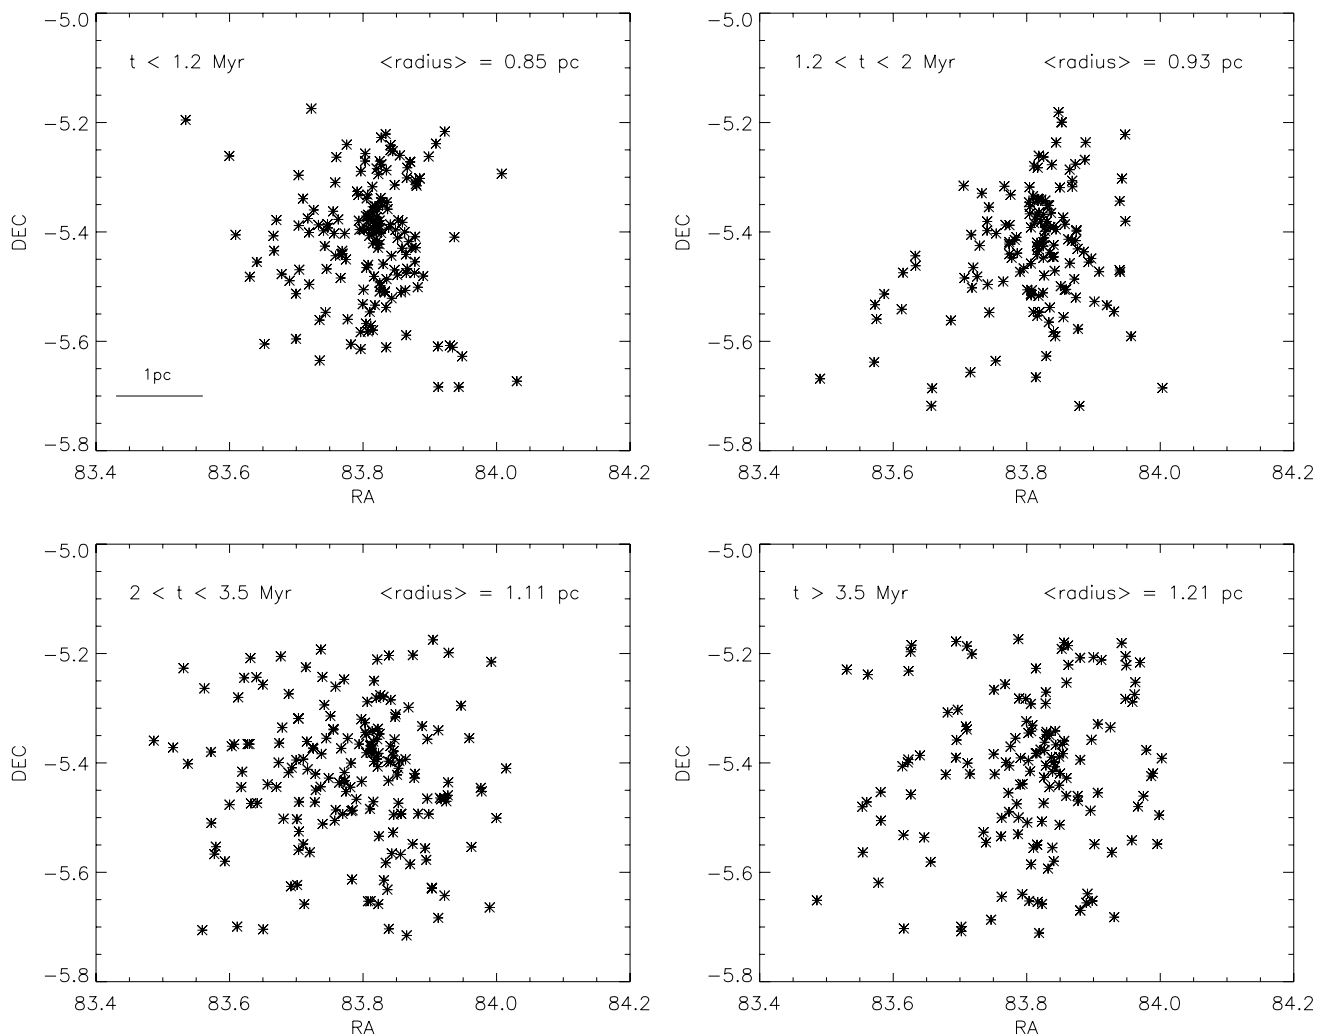 t < 1.2 Myr <radius> = 0.85 pc
−5.0
−5.2
−5.4
−5.6
−5.8
DEC
1pc
83.4 83.6 83.8 84.0 84.2
RA
1.2 < t < 2 Myr <radius> = 0.93 pc
−5.0
−5.2
−5.4
−5.6
−5.8
DEC
83.4 83.6 83.8 84.0 84.2
RA
2 < t < 3.5 Myr <radius> = 1.11 pc
−5.0
−5.2
−5.4
−5.6
−5.8
DEC
83.4 83.6 83.8 84.0 84.2
RA
t > 3.5 Myr <radius> = 1.21 pc
−5.0
−5.2
−5.4
−5.6
−5.8
DEC
83.4 83.6 83.8 84.0 84.2
RA